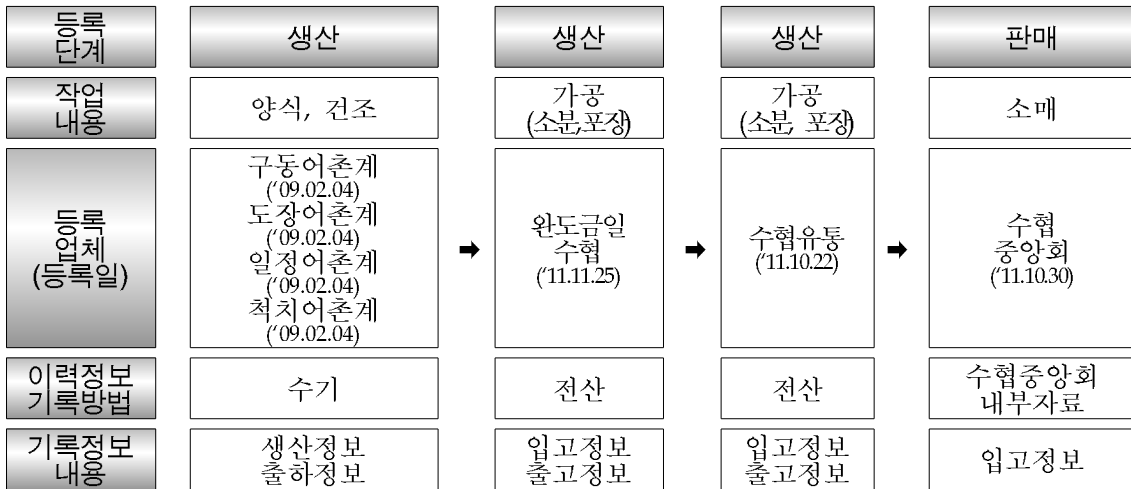 등록
단계
생산
생산
생산
판매
작업
내용
양식, 건조
가공
(소분,포장)
가공
(소분, 포장)
소매
등록
업체
(등록일)
구동어촌계
('09.02.04)
도장어촌계
('09.02.04)
일정어촌계
('09.02.04)
척치어촌계
('09.02.04)
➡
완도금일
수협
('11.11.25)
➡
수협유통
('11.10.22)
➡
수협
중앙회
('11.10.30)
이력정보
기록방법
수기
전산
전산
수협중앙회
내부자료
기록정보
내용
생산정보
출하정보
입고정보
출고정보
입고정보
출고정보
입고정보